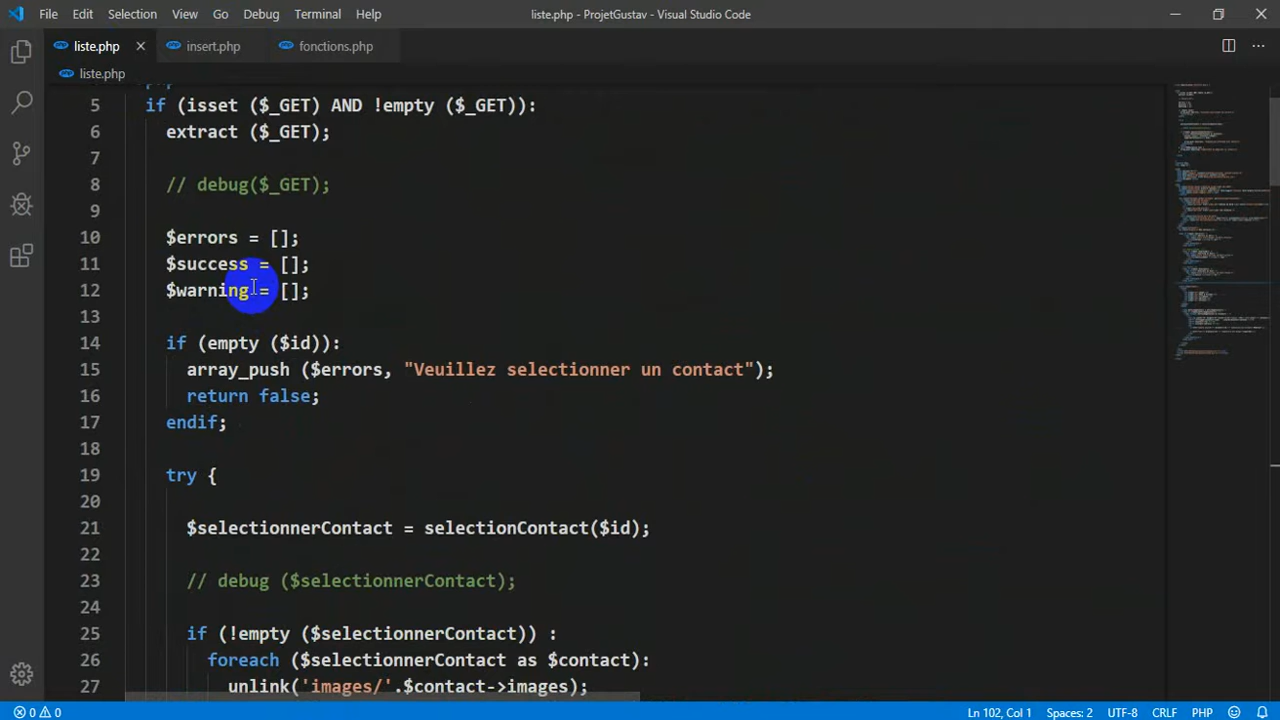 File Edit Selection View Go Debug Terminal Help liste.php - ProjetGustav - Visual Studio Code
liste.php insert.php fonctions.php
liste.php
5 if (isset ($_GET) AND !empty ($_GET)):
6 extract ($_GET);
7
8 // debug($_GET);
9
10 $errors = [];
11 $success = [];
12 $warning = [];
13
14 if (empty ($id)):
15 array_push ($errors, "Veuillez selectionner un contact");
16 return false;
17 endif;
18
19 try {
20
21 $selectionnerContact = selectionContact($id);
22
23 // debug ($selectionnerContact);
24
25 if (!empty ($selectionnerContact)) :
26 foreach ($selectionnerContact as $contact):
27 unlink('images/'.$contact->images);
0 0 Ln 102, Col 1 Spaces: 2 UTF-8 CRLF PHP